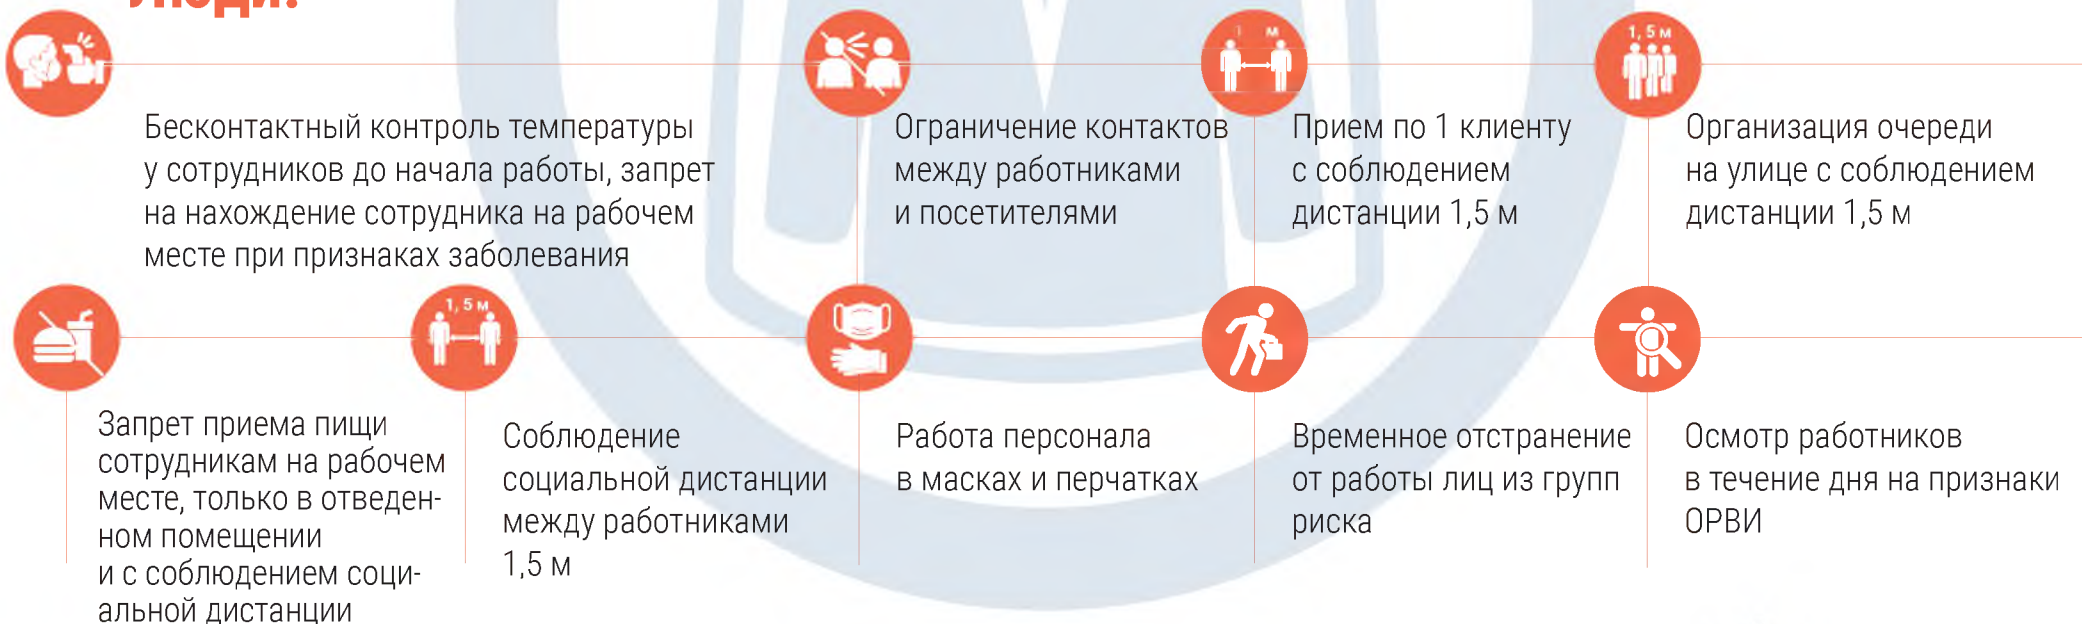 Люди:
Бесконтактный контроль температуры
у сотрудников до начала работы, запрет
на нахождение сотрудника на рабочем
месте при признаках заболевания
Ограничение контактов
между работниками
и посетителями
1 м
Прием по 1 клиенту
с соблюдением
дистанции 1,5 м
1, 5 м
Организация очереди
на улице с соблюдением
дистанции 1,5 м
Запрет приема пищи
сотрудникам на рабочем
месте, только в отведен-
ном помещении
и с соблюдением соци-
альной дистанции
1, 5 м
Соблюдение
социальной дистанции
между работниками
1,5 м
Работа персонала
в масках и перчатках
Временное отстранение
от работы лиц из групп
риска
Осмотр работников
в течение дня на признаки
ОРВИ